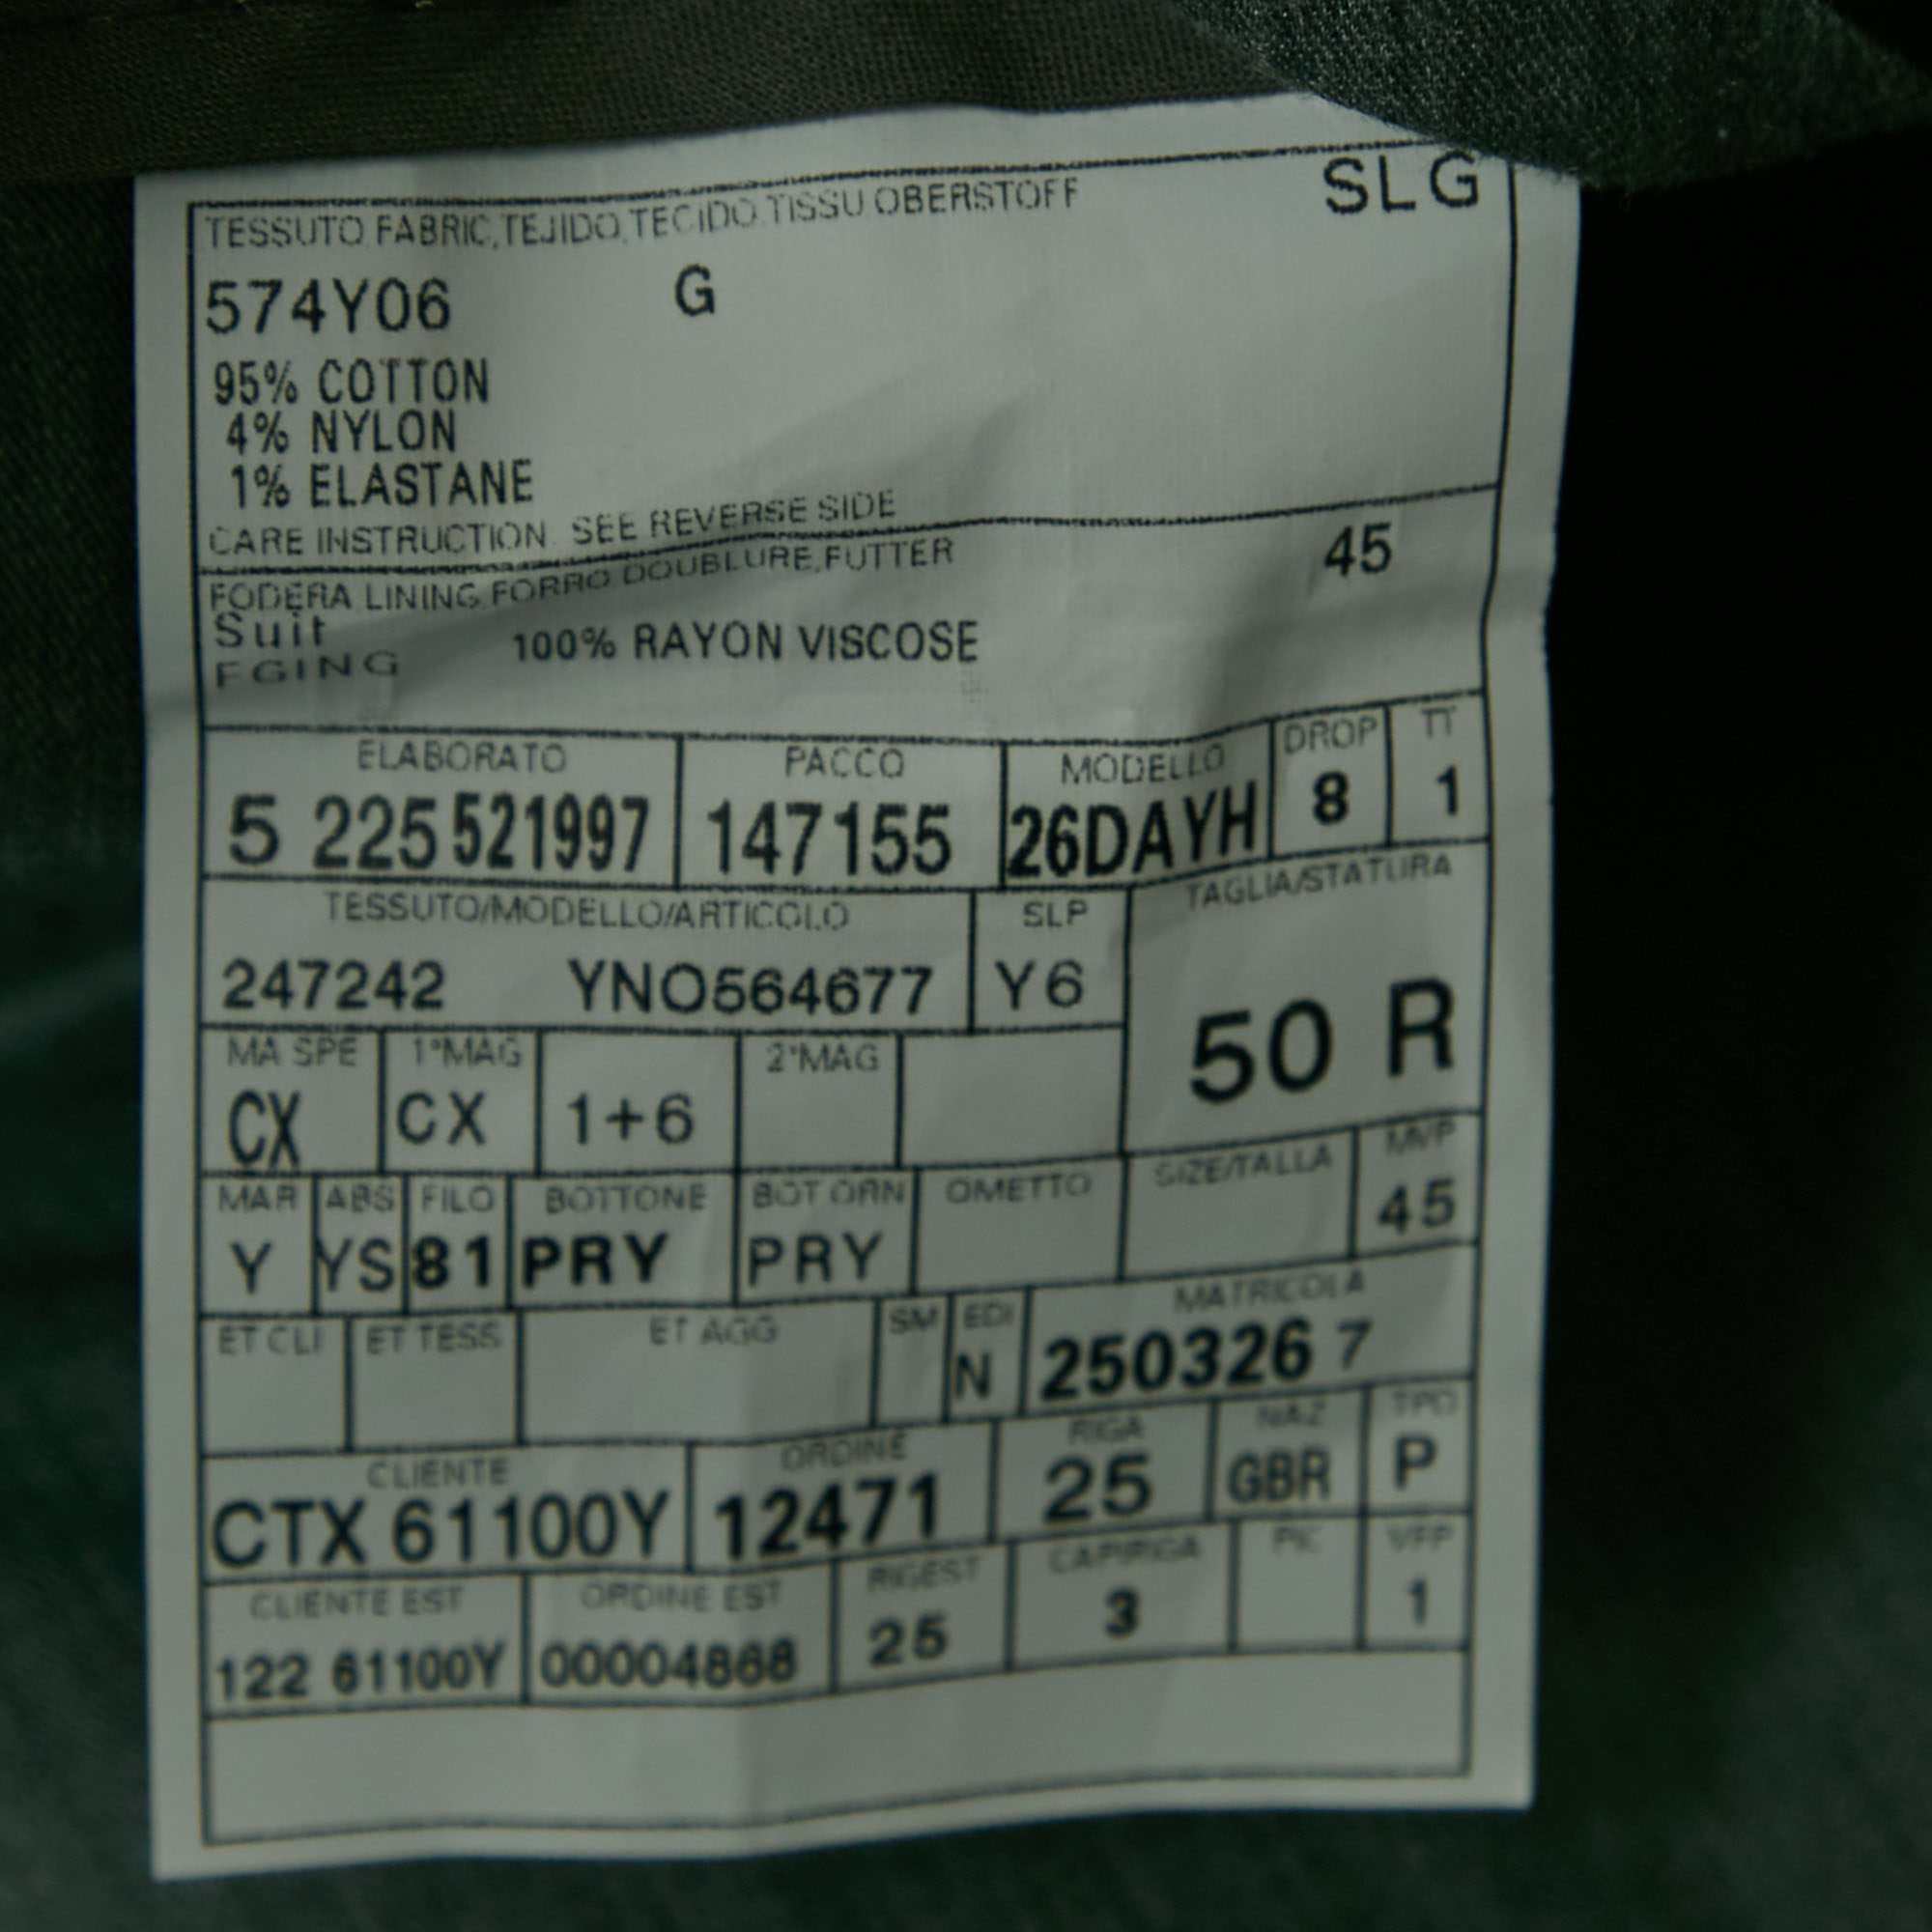 SLG
TESSUTO,FABRIC,TEJIDO,TECIDO,TISSU,OBERSTOFF
574Y06 G
95% COTTON
4% NYLON
1% ELASTANE
CARE INSTRUCTION: SEE REVERSE SIDE
FODERA LINING,FORRO DOUBLURE,FUTTER 45
Suit 100% RAYON VISCOSE
FGING
ELABORATO PACCO MODELLO DROP TT
5 225 521997 147155 26DAYH 8 1
TESSUTO/MODELLO/ARTICOLO SLP TAGLIA/STATURA
247242 YNO564677 Y6 50 R
MA SPE 1°MAG 2°MAG
CX CX 1+6
MAR ABS FILO BOTTONE BOT ORN OMETTO SIZE/TALLA MVP
Y YS 81 PRY PRY 45
ET CLI ET TESS ET AGG SM EDI MATRICOLA
N 250326 7
CLIENTE ORDINE RIGA NAZ TPO
CTX 61100Y 12471 25 GBR P
CLIENTE EST ORDINE EST RIGEST CAPIRIGA PIC VFP
122 61100Y 00004868 25 3 1